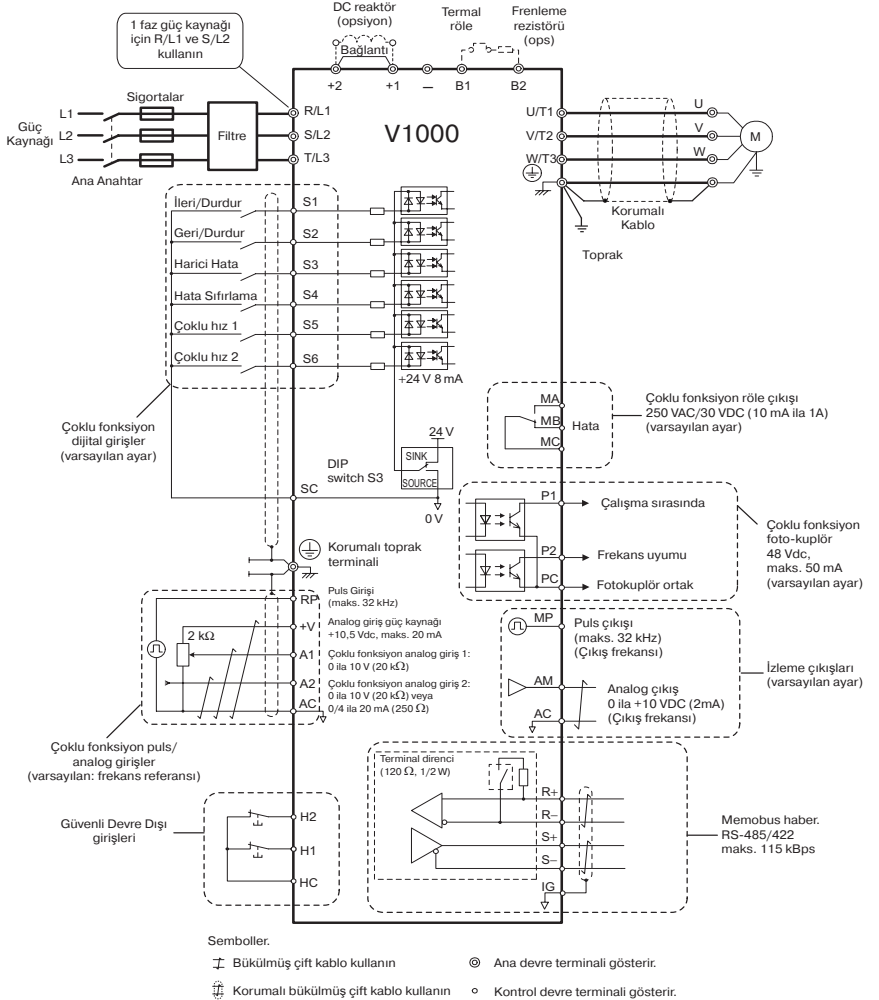 DC reaktör
(opsiyon)
Termal
röle
Frenleme
rezistörü
(ops)
1 faz güç kaynağı
için R/L1 ve S/L2
kullanın
Bağlantı
+2
+1
–
B1
B2
Sigortalar
L1
Güç
Kaynağı
L2
L3
Ana Anahtar
Filtre
R/L1
S/L2
T/L3
V1000
U/T1
V/T2
W/T3
U
V
W
M
Korumalı
Kablo
Toprak
İleri/Durdur
S1
Geri/Durdur
S2
Harici Hata
S3
Hata Sıfırlama
S4
Çoklu hız 1
S5
Çoklu hız 2
S6
+24 V 8 mA
Çoklu fonksiyon
dijital girişler
(varsayılan ayar)
24 V
SINK
SOURCE
DIP
switch S3
SC
0 V
MA
MB
MC
Hata
Çoklu fonksiyon röle çıkışı
250 VAC/30 VDC (10 mA ila 1A)
(varsayılan ayar)
P1
Çalışma sırasında
P2
Frekans uyumu
PC
Fotokuplör ortak
Çoklu fonksiyon
foto-kuplör
48 Vdc,
maks. 50 mA
(varsayılan ayar)
Korumalı toprak
terminali
RP
Puls Girişi
(maks. 32 kHz)
+V
Analog giriş güç kaynağı
+10,5 Vdc, maks. 20 mA
2 kΩ
A1
Çoklu fonksiyon analog giriş 1:
0 ila 10 V (20 kΩ)
A2
Çoklu fonksiyon analog giriş 2:
0 ila 10 V (20 kΩ) veya
0/4 ila 20 mA (250 Ω)
AC
Çoklu fonksiyon puls/
analog girişler
(varsayılan: frekans referansı)
MP
Puls çıkışı
(maks. 32 kHz)
(Çıkış frekansı)
AM
Analog çıkış
0 ila +10 VDC (2mA)
(Çıkış frekansı)
AC
İzleme çıkışları
(varsayılan ayar)
Terminal direnci
(120 Ω, 1/2 W)
R+
R–
S+
S–
IG
Memobus haber.
RS-485/422
maks. 115 kBps
Güvenli Devre Dışı
girişleri
H2
H1
HC
Semboller.
Bükülmüş çift kablo kullanın
Ana devre terminali gösterir.
Korumalı bükülmüş çift kablo kullanın
Kontrol devre terminali gösterir.